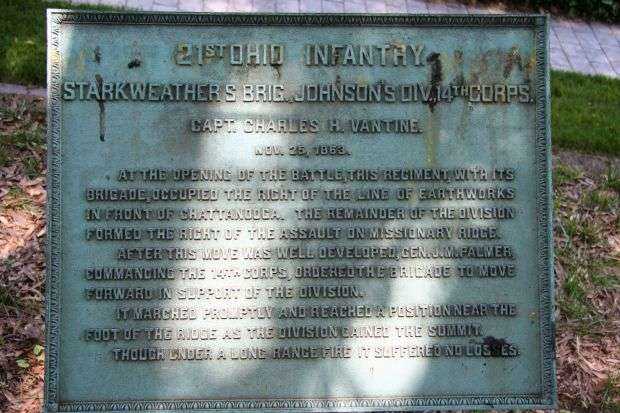 21ST OHIO INFANTRY.
STARKWEATHER'S BRIG., JOHNSON'S DIV. 14TH CORPS.
CAPT. CHARLES H. VANTINE.
NOV. 25, 1863.
AT THE OPENING OF THE BATTLE, THIS REGIMENT, WITH ITS
BRIGADE, OCCUPIED THE RIGHT OF THE LINE OF EARTHWORKS
IN FRONT OF CHATTANOOGA. THE REMAINDER OF THE DIVISION
FORMED THE RIGHT OF THE ASSAULT ON MISSIONARY RIDGE.
AFTER THIS MOVE WAS WELL DEVELOPED, GEN. J.M. PALMER,
COMMANDING THE 14TH CORPS, ORDERED THE BRIGADE TO MOVE
FORWARD IN SUPPORT OF THE DIVISION.
IT MARCHED PROMPTLY AND REACHED A POSITION NEAR THE
FOOT OF THE RIDGE AS THE DIVISION GAINED THE SUMMIT.
THOUGH UNDER A LONG RANGE FIRE IT SUFFERED NO LOSSES.